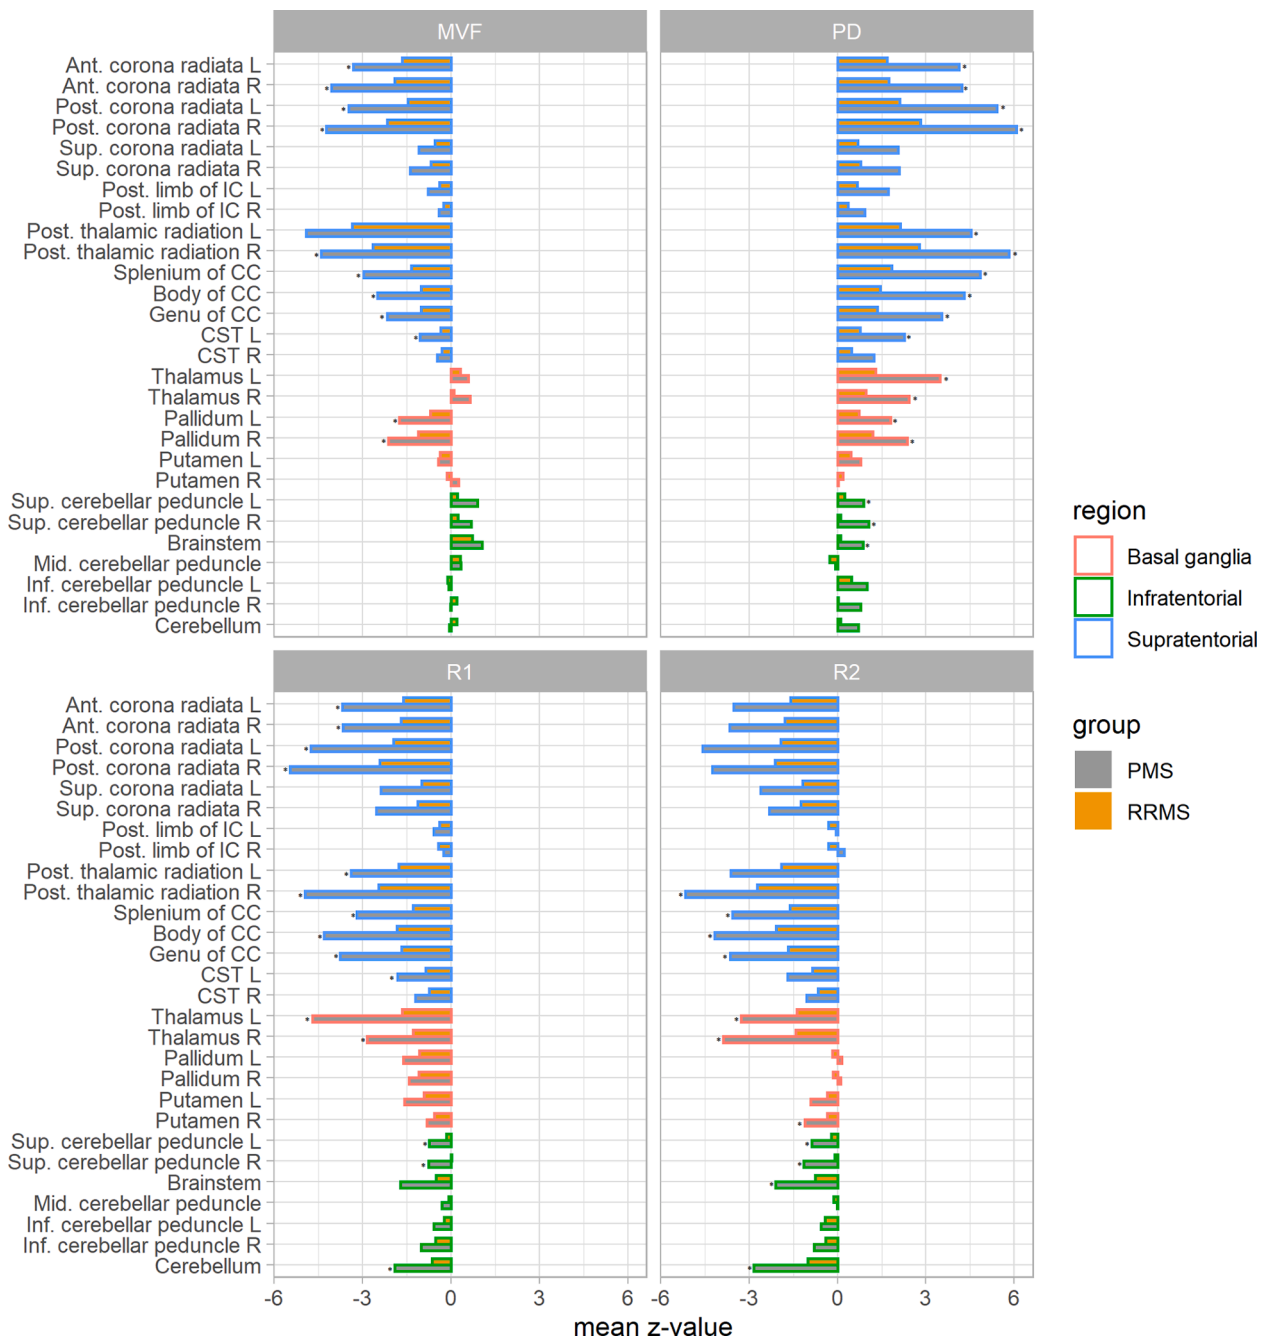 MVF
PD
Ant. corona radiata L
Ant. corona radiata R
Post. corona radiata L
Post. corona radiata R
Sup. corona radiata L
Sup. corona radiata R
Post. limb of IC L
Post. limb of IC R
Post. thalamic radiation L
Post. thalamic radiation R
Splenium of CC
Body of CC
Genu of CC
CST L
CST R
Thalamus L
Thalamus R
Pallidum L
Pallidum R
Putamen L
Putamen R
Sup. cerebellar peduncle L
Sup. cerebellar peduncle R
Brainstem
Mid. cerebellar peduncle
Inf. cerebellar peduncle L
Inf. cerebellar peduncle R
Cerebellum
R1
R2
Ant. corona radiata L
Ant. corona radiata R
Post. corona radiata L
Post. corona radiata R
Sup. corona radiata L
Sup. corona radiata R
Post. limb of IC L
Post. limb of IC R
Post. thalamic radiation L
Post. thalamic radiation R
Splenium of CC
Body of CC
Genu of CC
CST L
CST R
Thalamus L
Thalamus R
Pallidum L
Pallidum R
Putamen L
Putamen R
Sup. cerebellar peduncle L
Sup. cerebellar peduncle R
Brainstem
Mid. cerebellar peduncle
Inf. cerebellar peduncle L
Inf. cerebellar peduncle R
Cerebellum
-6 -3 0 3 6 -6 -3 0 3 6
mean z-value
region
Basal ganglia
Infratentorial
Supratentorial
group
PMS
RRMS